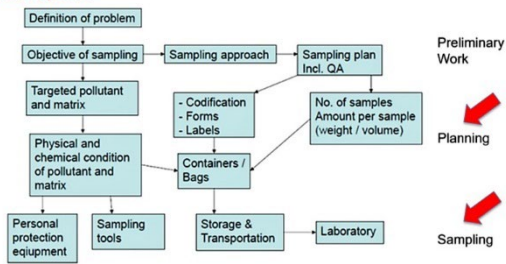 Definition of problem
Objective of sampling
Sampling approach
Sampling plan
Incl. QA
Preliminary
Work
Targeted pollutant
and matrix
- Codification
- Forms
- Labels
No. of samples
Amount per sample
(weight / volume)
Planning
Physical and
chemical condition
of pollutant and
matrix
Containers /
Bags
Personal
protection
eqiupment
Sampling
tools
Storage &
Transportation
Laboratory
Sampling